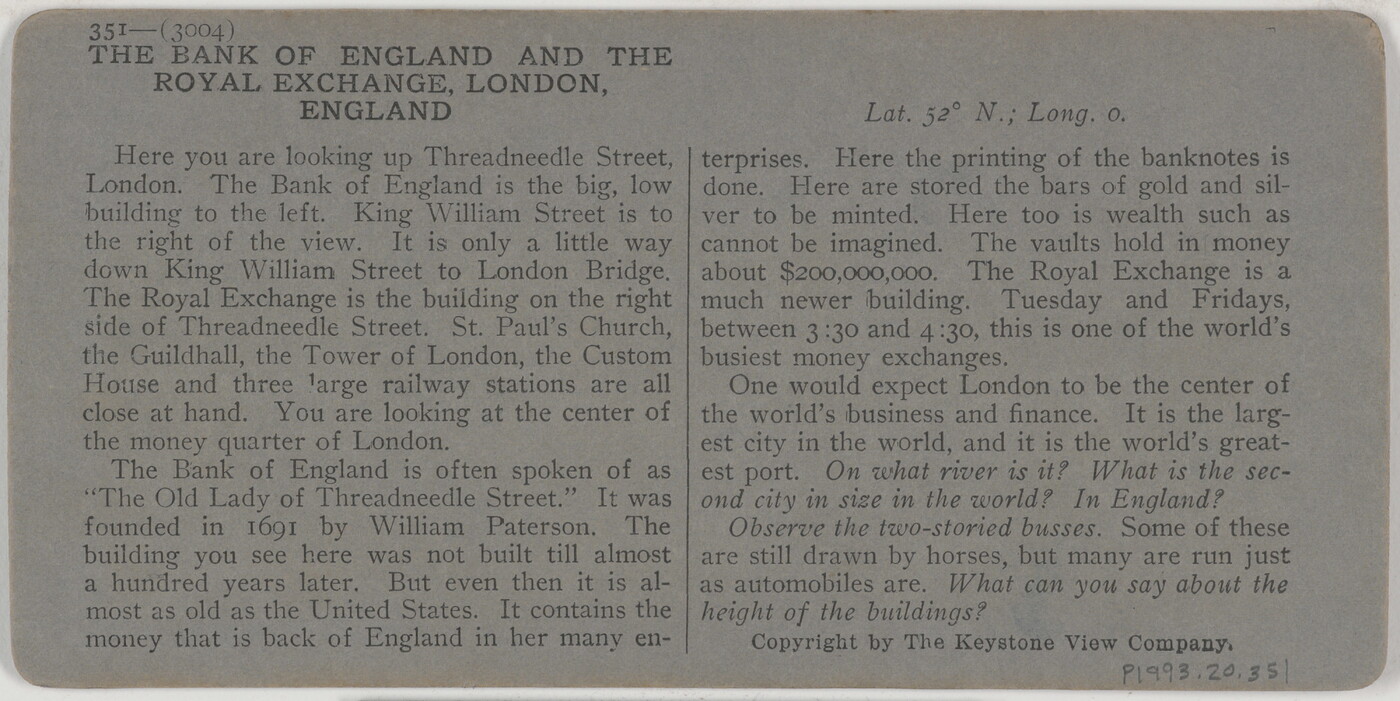 351—(3004)
THE BANK OF ENGLAND AND THE
ROYAL EXCHANGE, LONDON,
ENGLAND
Here you are looking up Threadneedle Street,
London. The Bank of England is the big, low
building to the left. King William Street is to
the right of the view. It is only a little way
down King William Street to London Bridge.
The Royal Exchange is the building on the right
side of Threadneedle Street. St. Paul's Church,
the Guildhall, the Tower of London, the Custom
House and three large railway stations are all
close at hand. You are looking at the center of
the money quarter of London.
The Bank of England is often spoken of as
"The Old Lady of Threadneedle Street." It was
founded in 1691 by William Paterson. The
building you see here was not built till almost
a hundred years later. But even then it is al-
most as old as the United States. It contains the
money that is back of England in her many en-
Lat. 52° N.; Long. 0.
terprises. Here the printing of the banknotes is
done. Here are stored the bars of gold and sil-
ver to be minted. Here too is wealth such as
cannot be imagined. The vaults hold in money
about $200,000,000. The Royal Exchange is a
much newer building. Tuesday and Fridays,
between 3:30 and 4:30, this is one of the world's
busiest money exchanges.
One would expect London to be the center of
the world's business and finance. It is the larg-
est city in the world, and it is the world's great-
est port. On what river is it? What is the sec-
ond city in size in the world? In England?
Observe the two-storied busses. Some of these
are still drawn by horses, but many are run just
as automobiles are. What can you say about the
height of the buildings?
Copyright by The Keystone View Company.
P1993.20.351